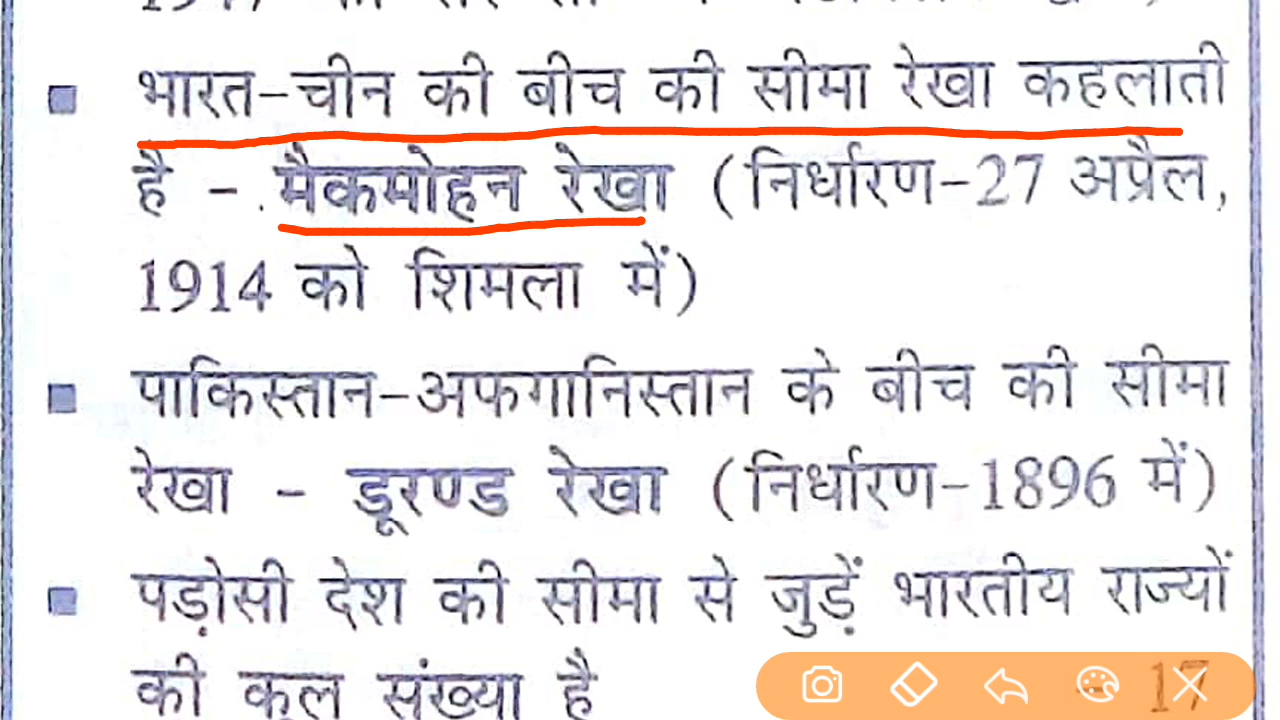 भारत-चीन की बीच की सीमा रेखा कहलाती
है - मैकमोहन रेखा (निर्धारण-27 अप्रैल,
1914 को शिमला में)
पाकिस्तान-अफगानिस्तान के बीच की सीमा
रेखा - डूरण्ड रेखा (निर्धारण-1896 में)
पड़ोसी देश की सीमा से जुड़ें भारतीय राज्यों
की कुल संख्या है - 17